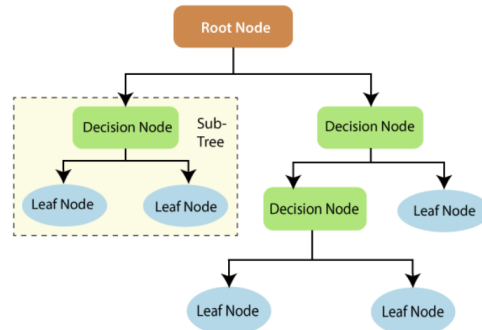 Root Node
Decision Node
Sub-
Tree
Decision Node
Leaf Node
Leaf Node
Decision Node
Leaf Node
Leaf Node
Leaf Node